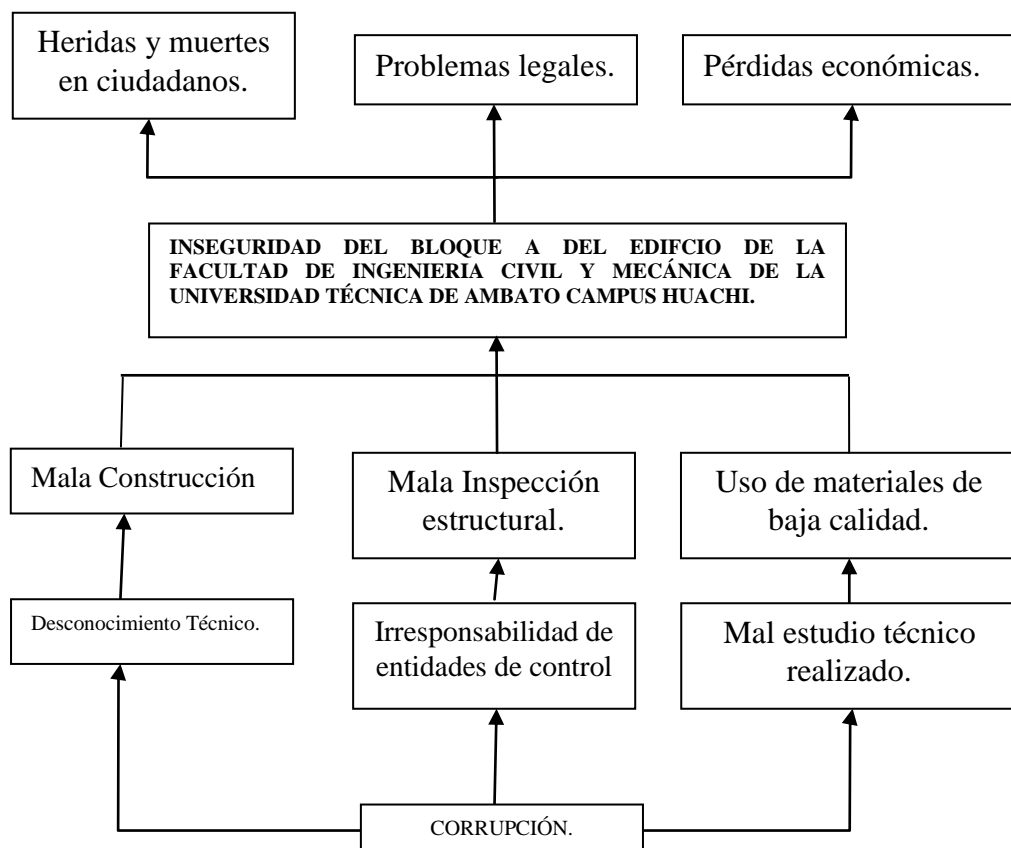 Heridas y muertes
en ciudadanos.
Problemas legales.
Pérdidas económicas.
INSEGURIDAD DEL BLOQUE A DEL EDIFCIO DE LA
FACULTAD DE INGENIERIA CIVIL Y MECÁNICA DE LA
UNIVERSIDAD TÉCNICA DE AMBATO CAMPUS HUACHI.
Mala Construcción
Mala Inspección
estructural.
Uso de materiales de
baja calidad.
Desconocimiento Técnico.
Irresponsabilidad de
entidades de control
Mal estudio técnico
realizado.
CORRUPCIÓN.